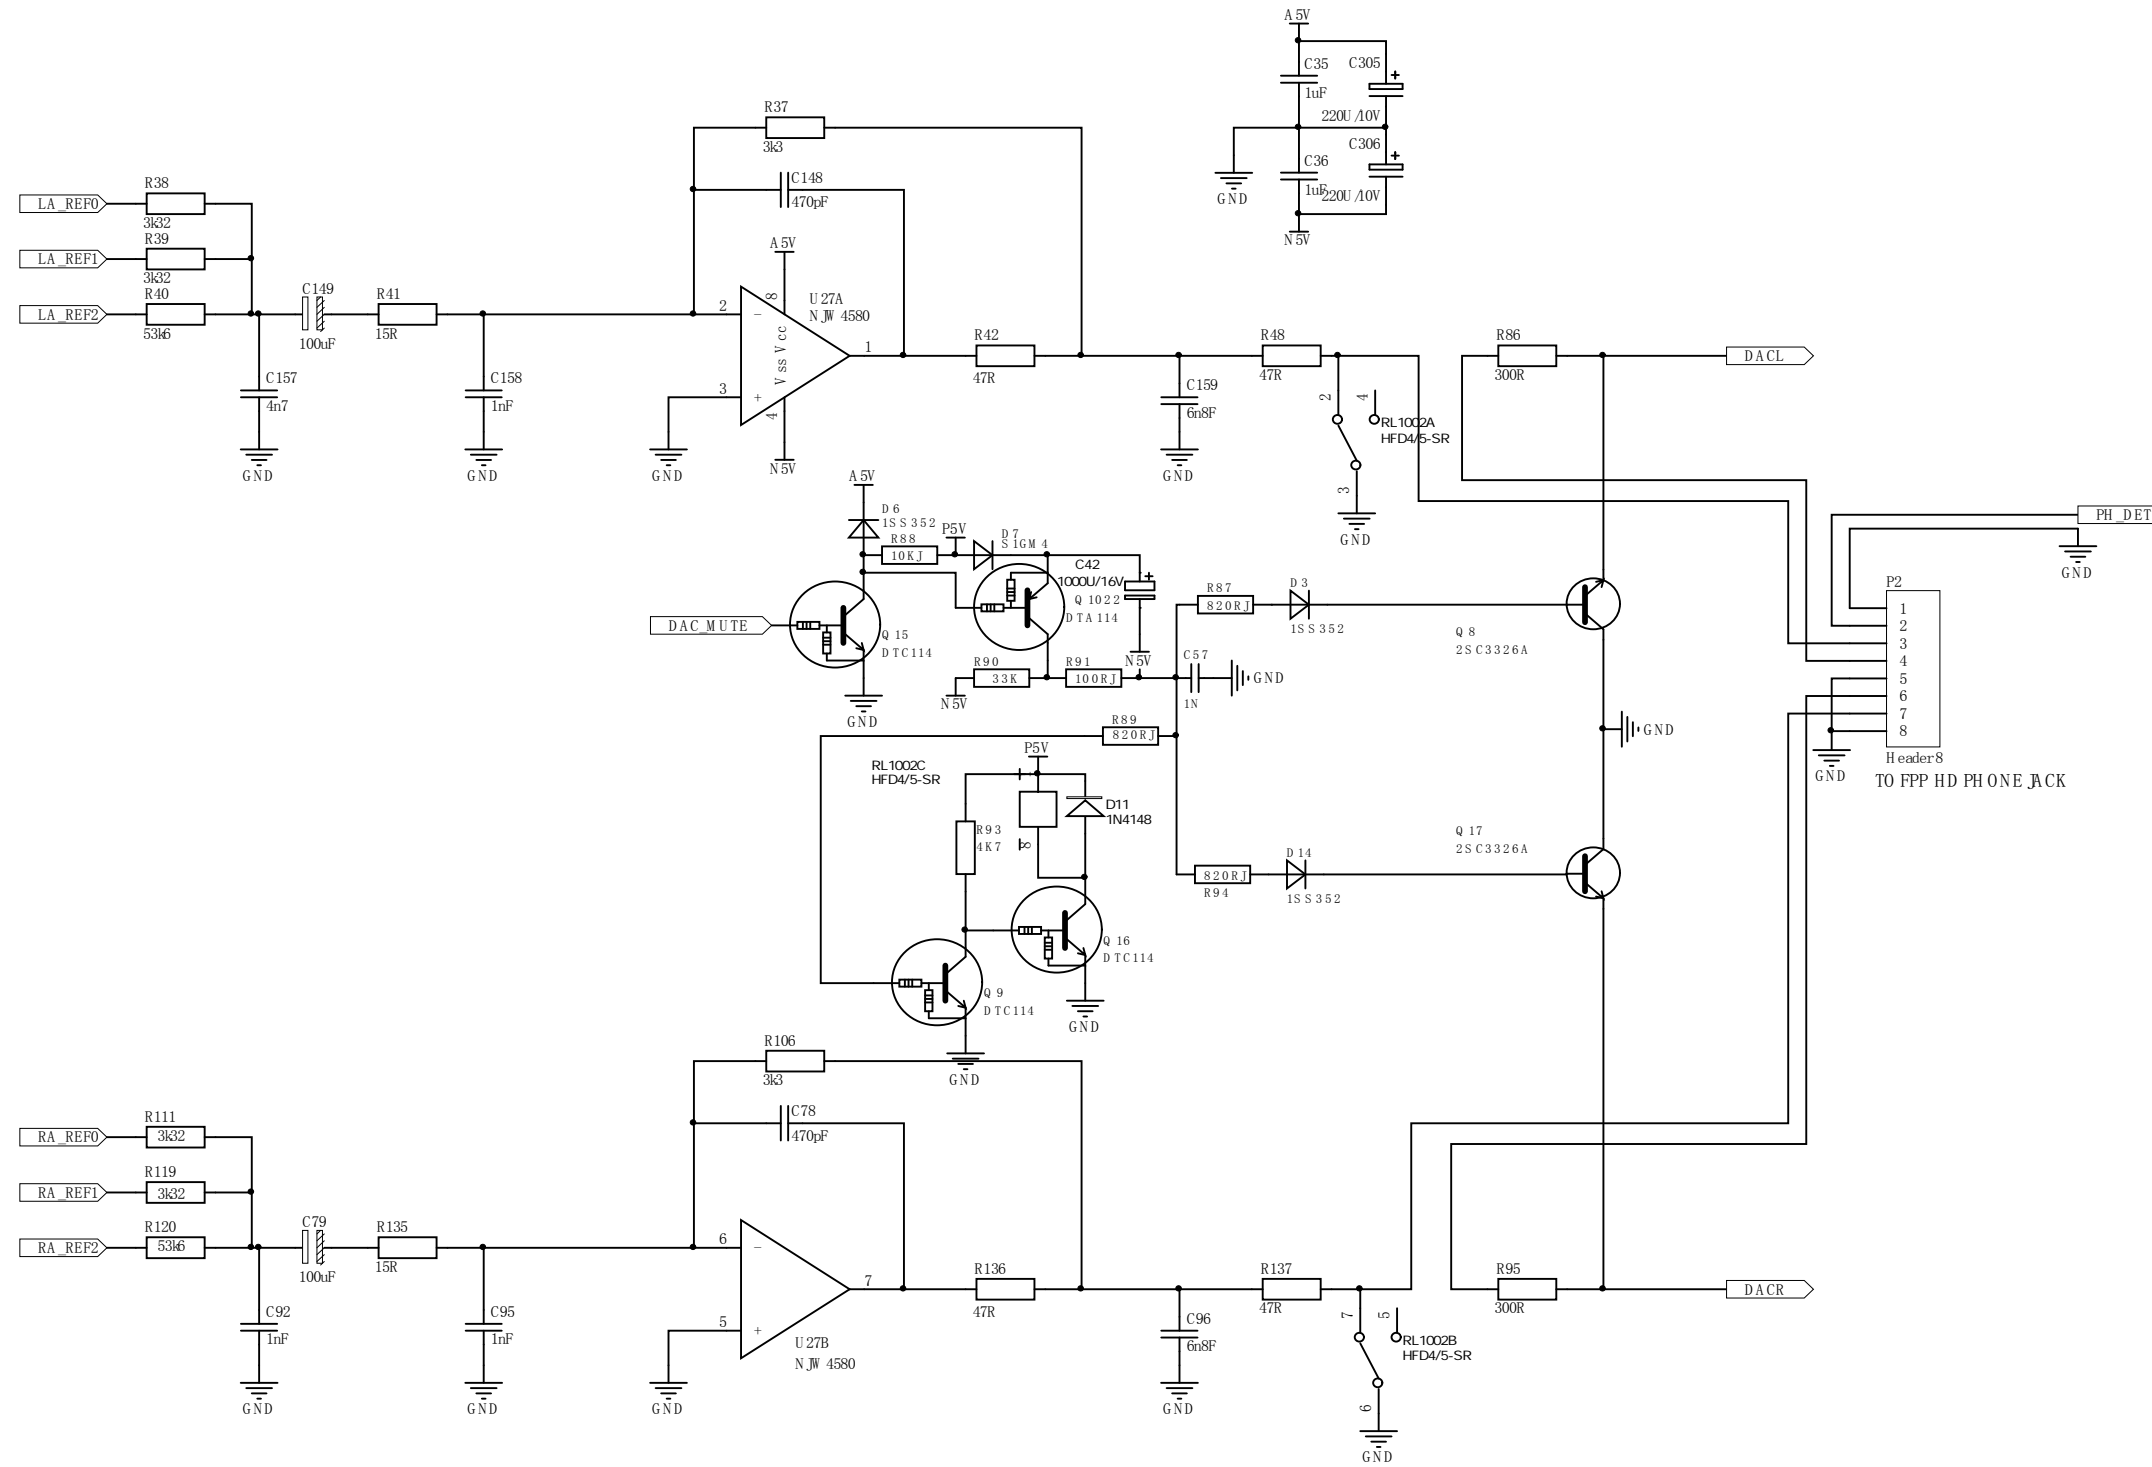 A5V
C35
C305
+
1uF
220U/10V
C36
C306
+
1uF
220U/10V
GND
N5V
R37
3k3
C148
470pF
R38
LA_REF0
3k32
R39
LA_REF1
3k32
R40
LA_REF2
53k6
C149
100uF
R41
15R
C157
4n7
GND
C158
1nF
GND
A5V
8
U27A
NJW4580
2
-
Vss Vcc
1
3
+
4
N5V
GND
R42
47R
C159
6n8F
GND
R48
47R
2
4
RL1002A
HFD4/5-SR
3
GND
R86
300R
DACL
A5V
D6
1SS352
R88
10KJ
P5V
D7
S1GM4
C42
1000U/16V
+
Q1022
DTA114
DAC_MUTE
Q15
DTC114
GND
N5V
R90
33K
N5V
R91
100RJ
C57
1N
GND
R87
820RJ
D3
1SS352
Q8
2SC3326A
PH_DET
GND
P2
1
2
3
4
5
6
7
8
Header8
GND
TO FPP HD PHONE JACK
GND
R89
820RJ
P5V
RL1002C
HFD4/5-SR
D11
1N4148
R93
4K7
8
R94
820RJ
D14
1SS352
Q17
2SC3326A
Q16
DTC114
GND
Q9
DTC114
GND
R106
3k3
C78
470pF
R111
RA_REF0
3k32
R119
RA_REF1
3k32
R120
RA_REF2
53k6
C79
100uF
R135
15R
C92
1nF
GND
C95
1nF
GND
6
-
7
5
+
U27B
NJW4580
GND
R136
47R
C96
6n8F
GND
R137
47R
7
5
RL1002B
HFD4/5-SR
6
GND
R95
300R
DACR